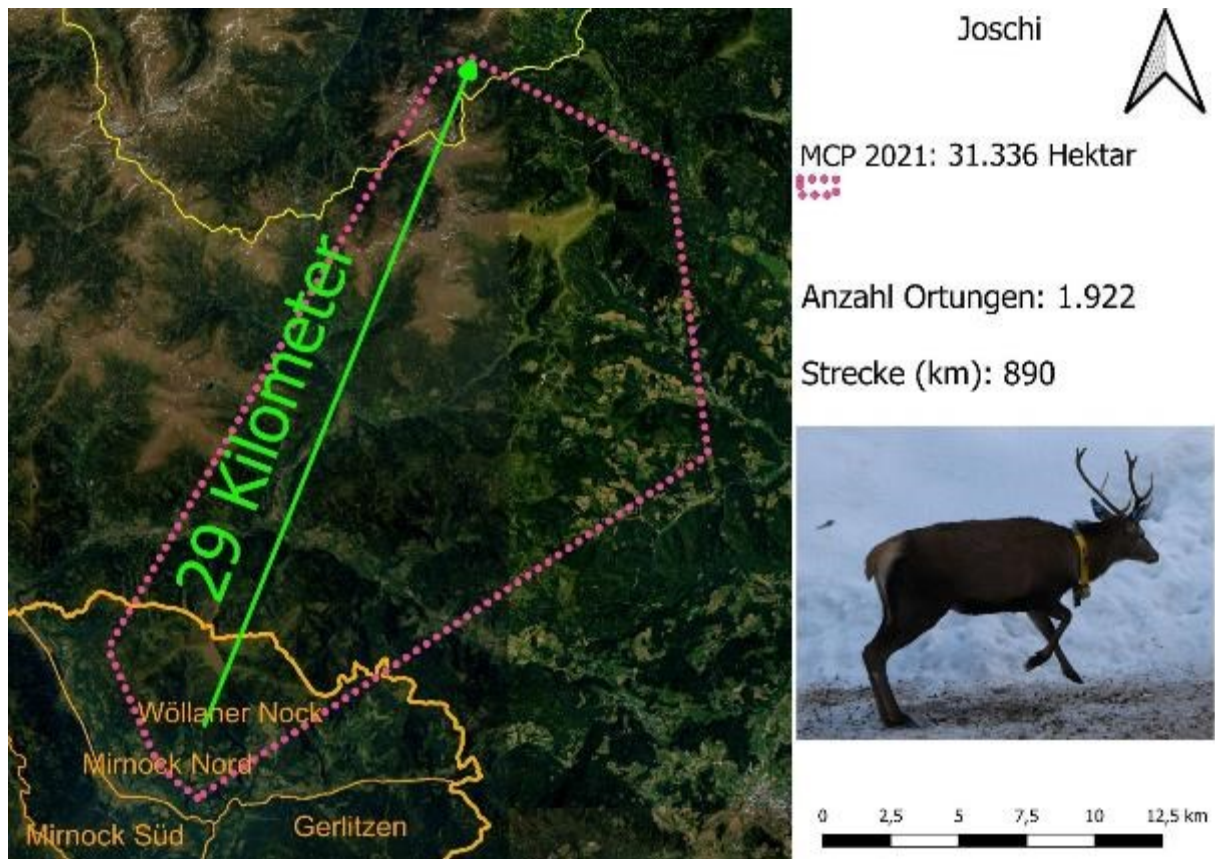 Joschi
MCP 2021: 31.336 Hektar
Anzahl Ortungen: 1.922
Strecke (km): 890
29 Kilometer
Wöllaner Nock
Mirnock Nord
Mirnock Süd
Gerlitzen
0 2,5 5 7,5 10 12,5 km